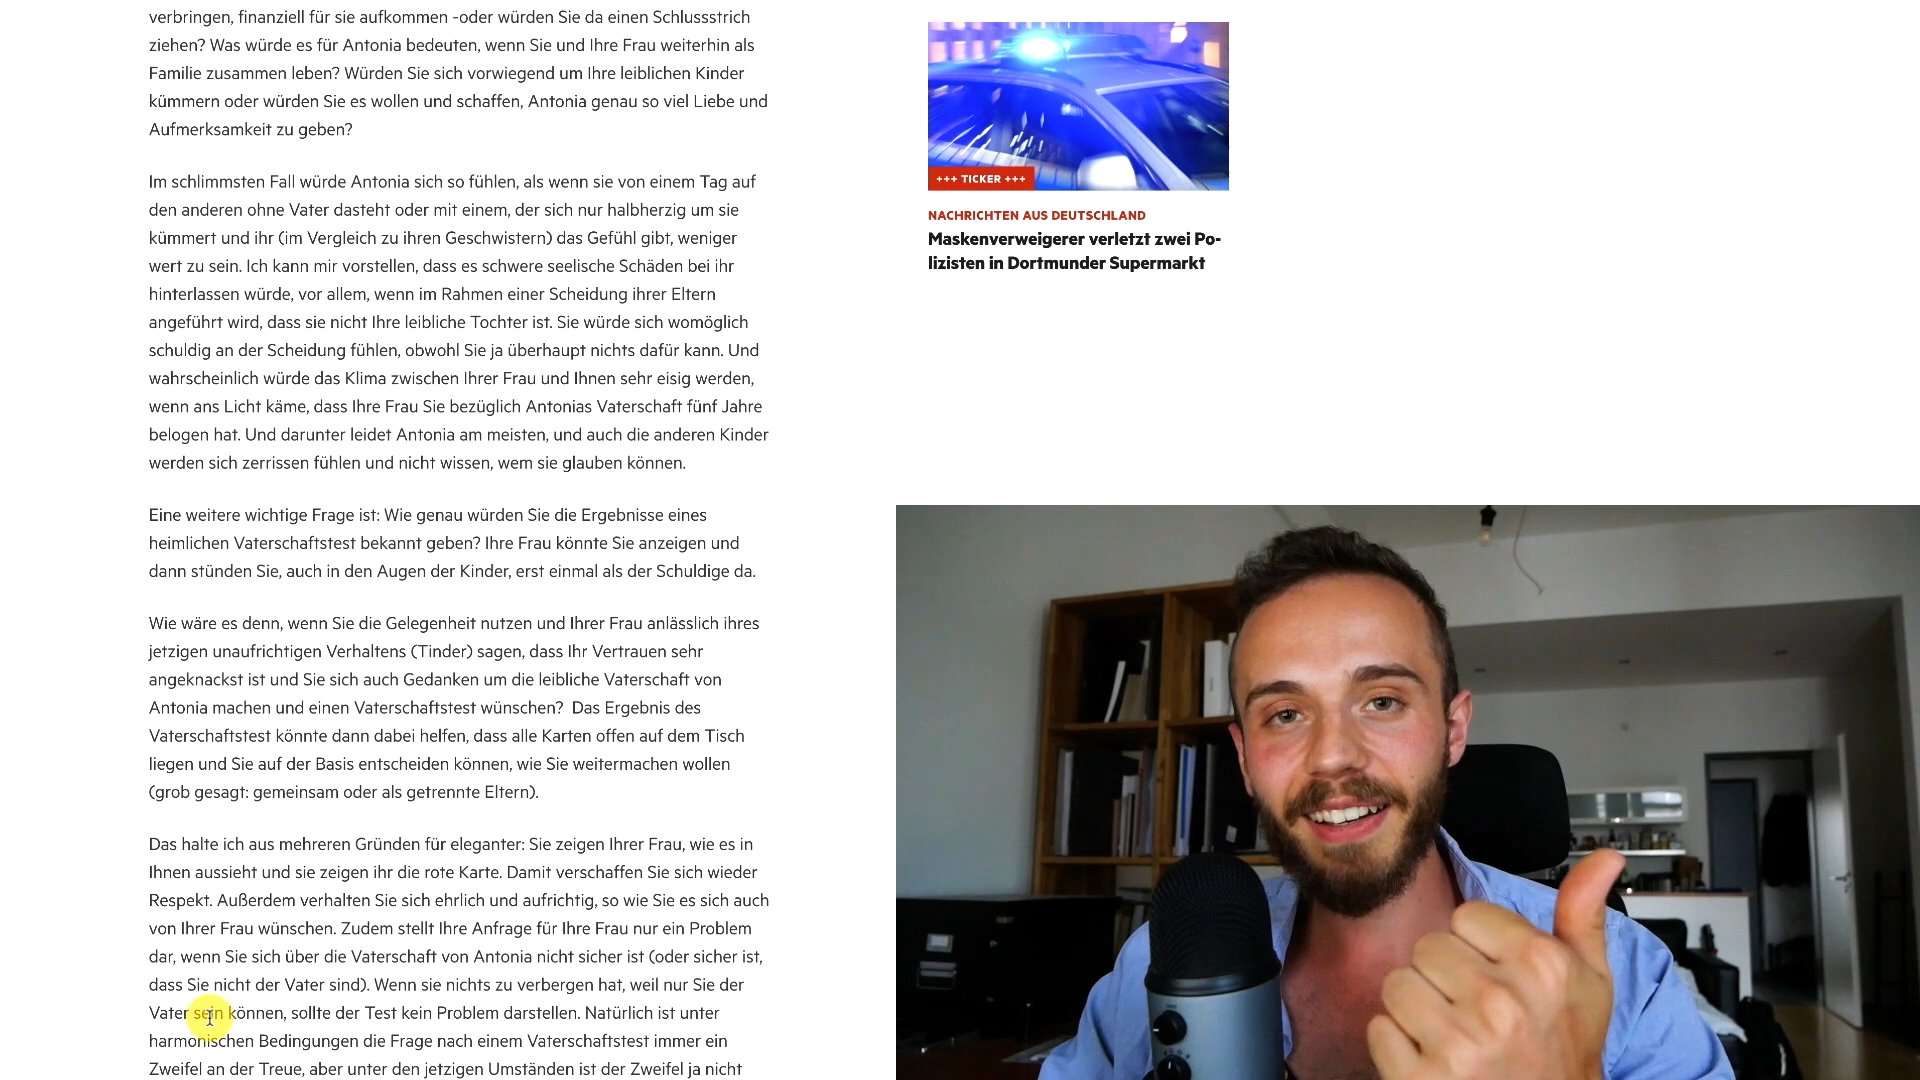 verbringen, finanziell für sie aufkommen -oder würden Sie da einen Schlussstrich
ziehen? Was würde es für Antonia bedeuten, wenn Sie und Ihre Frau weiterhin als
Familie zusammen leben? Würden Sie sich vorwiegend um Ihre leiblichen Kinder
kümmern oder würden Sie es wollen und schaffen, Antonia genau so viel Liebe und
Aufmerksamkeit zu geben?
Im schlimmsten Fall würde Antonia sich so fühlen, als wenn sie von einem Tag auf
den anderen ohne Vater dasteht oder mit einem, der sich nur halbherzig um sie
kümmert und ihr (im Vergleich zu ihren Geschwistern) das Gefühl gibt, weniger
wert zu sein. Ich kann mir vorstellen, dass es schwere seelische Schäden bei ihr
hinterlassen würde, vor allem, wenn im Rahmen einer Scheidung ihrer Eltern
angeführt wird, dass sie nicht Ihre leibliche Tochter ist. Sie würde sich womöglich
schuldig an der Scheidung fühlen, obwohl Sie ja überhaupt nichts dafür kann. Und
wahrscheinlich würde das Klima zwischen Ihrer Frau und Ihnen sehr eisig werden,
wenn ans Licht käme, dass Ihre Frau Sie bezüglich Antonias Vaterschaft fünf Jahre
belogen hat. Und darunter leidet Antonia am meisten, und auch die anderen Kinder
werden sich zerrissen fühlen und nicht wissen, wem sie glauben können.
Eine weitere wichtige Frage ist: Wie genau würden Sie die Ergebnisse eines
heimlichen Vaterschaftstest bekannt geben? Ihre Frau könnte Sie anzeigen und
dann stünden Sie, auch in den Augen der Kinder, erst einmal als der Schuldige da.
Wie wäre es denn, wenn Sie die Gelegenheit nutzen und Ihrer Frau anlässlich ihres
jetzigen unaufrichtigen Verhaltens (Tinder) sagen, dass Ihr Vertrauen sehr
angeknackst ist und Sie sich auch Gedanken um die leibliche Vaterschaft von
Antonia machen und einen Vaterschaftstest wünschen?  Das Ergebnis des
Vaterschaftstest könnte dann dabei helfen, dass alle Karten offen auf dem Tisch
liegen und Sie auf der Basis entscheiden können, wie Sie weitermachen wollen
(grob gesagt: gemeinsam oder als getrennte Eltern).
Das halte ich aus mehreren Gründen für eleganter: Sie zeigen Ihrer Frau, wie es in
Ihnen aussieht und sie zeigen ihr die rote Karte. Damit verschaffen Sie sich wieder
Respekt. Außerdem verhalten Sie sich ehrlich und aufrichtig, so wie Sie es sich auch
von Ihrer Frau wünschen. Zudem stellt Ihre Anfrage für Ihre Frau nur ein Problem
dar, wenn Sie sich über die Vaterschaft von Antonia nicht sicher ist (oder sicher ist,
dass Sie nicht der Vater sind). Wenn sie nichts zu verbergen hat, weil nur Sie der
Vater sein können, sollte der Test kein Problem darstellen. Natürlich ist unter
harmonischen Bedingungen die Frage nach einem Vaterschaftstest immer ein
Zweifel an der Treue, aber unter den jetzigen Umständen ist der Zweifel ja nicht
+++ TICKER +++
NACHRICHTEN AUS DEUTSCHLAND
Maskenverweigerer verletzt zwei Po-
lizisten in Dortmunder Supermarkt